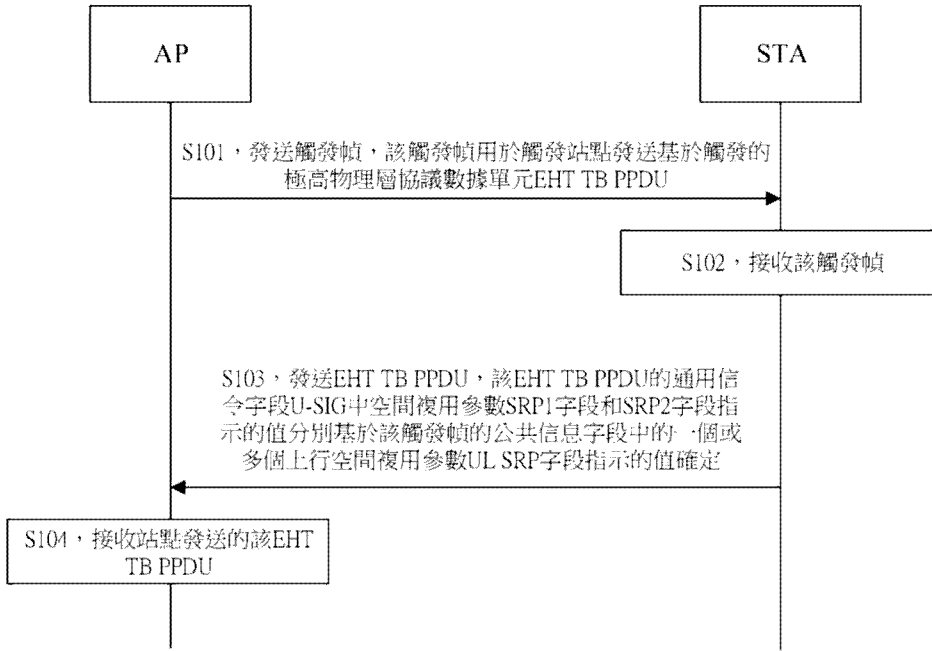 AP
STA
S101，發送觸發幀，該觸發幀用於觸發站點發送基於觸發的
極高物理層協議數據單元EHT TB PPDU
S102，接收該觸發幀
S103，發送EHT TB PPDU，該EHT TB PPDU的通用信
令字段U-SIG中空間複用參數SRP1字段和SRP2字段指
示的值分別基於該觸發幀的公共信息字段中的一個或
多個上行空間複用參數UL SRP字段指示的值確定
S104，接收站點發送的該EHT
TB PPDU